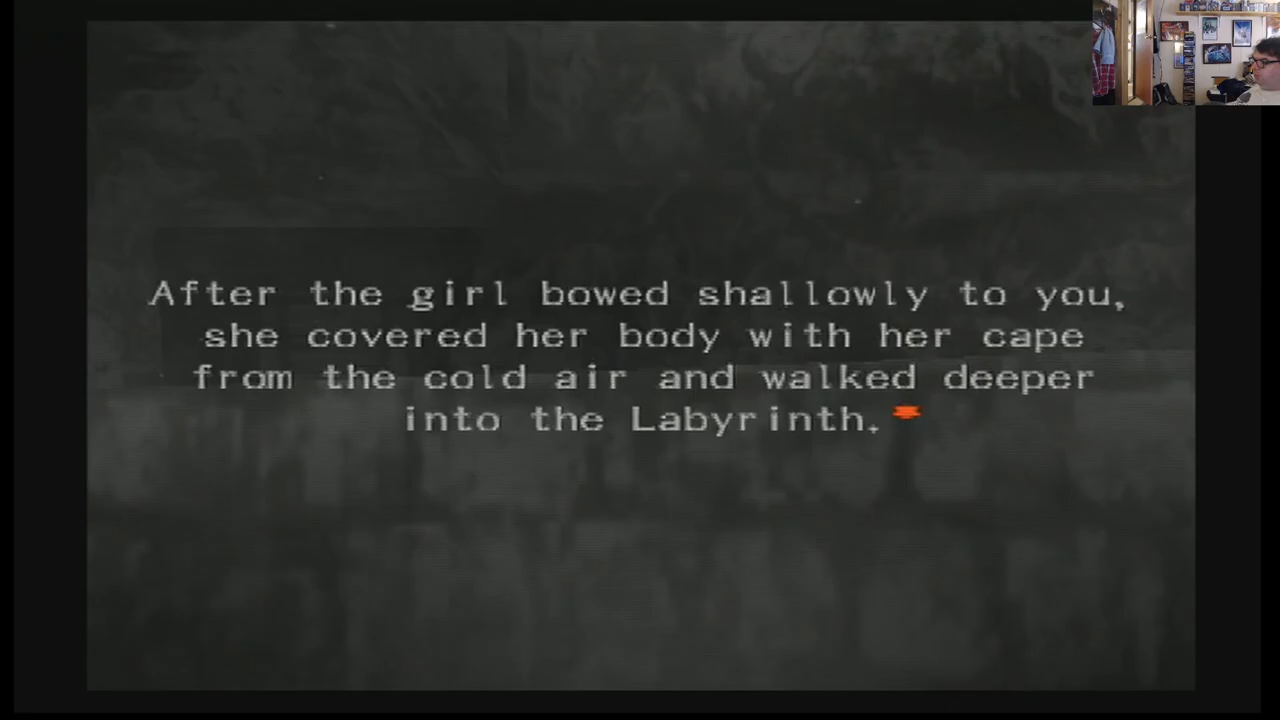 After the girl bowed shallowly to you,
she covered her body with her cape
from the cold air and walked deeper
into the Labyrinth.